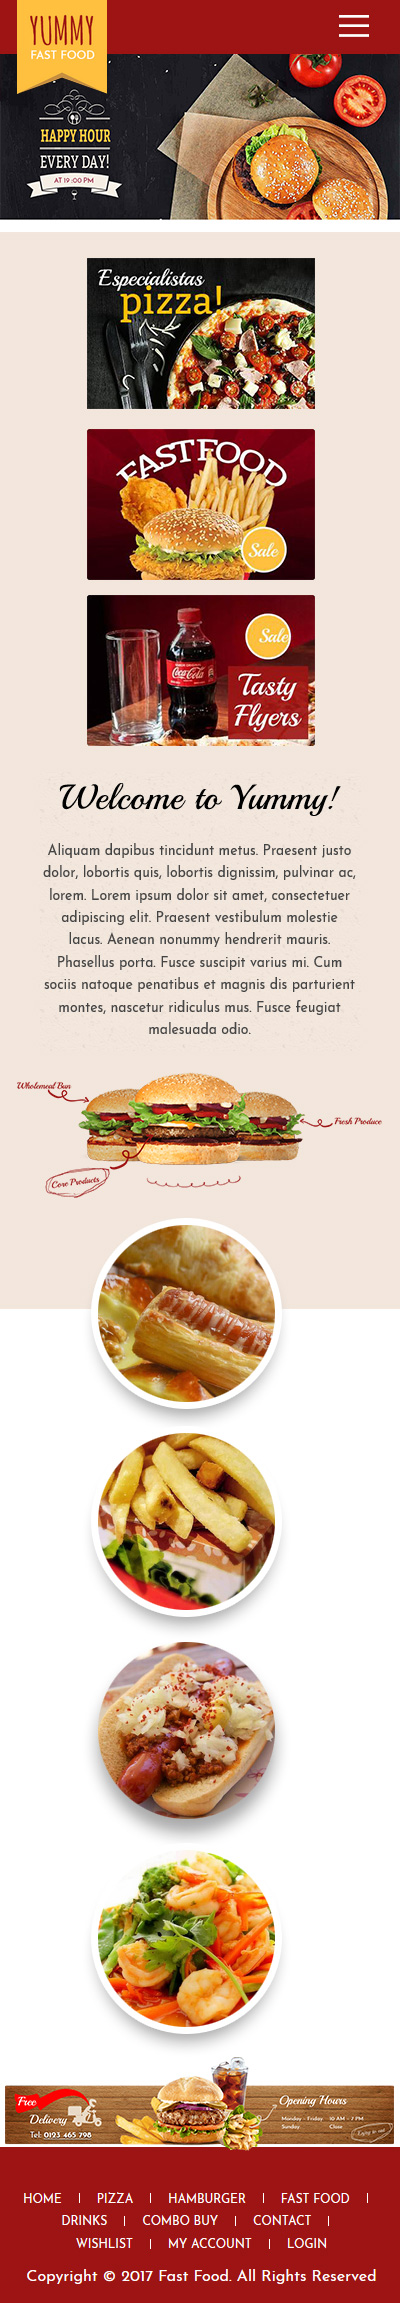 YUMMY
FAST FOOD
HAPPY HOUR
EVERY DAY!
AT 19:00 PM
Especialistas
pizza!
FAST FOOD
Sale
Coca-Cola
Sale
Tasty
Flyers
Welcome to Yummy!
Aliquam dapibus tincidunt metus. Praesent justo
dolor, lobortis quis, lobortis dignissim, pulvinar ac,
lorem. Lorem ipsum dolor sit amet, consectetuer
adipiscing elit. Praesent vestibulum molestie
lacus. Aenean nonummy hendrerit mauris.
Phasellus porta. Fusce suscipit varius mi. Cum
sociis natoque penatibus et magnis dis parturient
montes, nascetur ridiculus mus. Fusce feugiat
malesuada odio.
Wholemeal Bun
Fresh Produce
Core Products
Free
Delivery
Tel: 0123 465 798
Opening Hours
Monday - Friday 10 AM - 7 PM
Sunday Close
HOME | PIZZA | HAMBURGER | FAST FOOD |
DRINKS | COMBO BUY | CONTACT |
WISHLIST | MY ACCOUNT | LOGIN
Copyright © 2017 Fast Food. All Rights Reserved